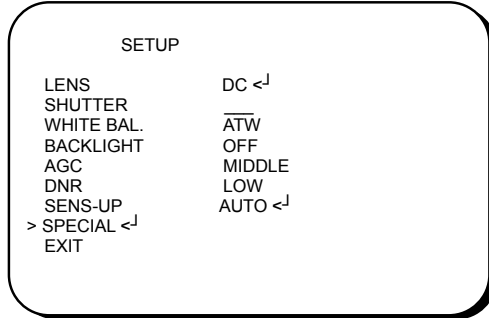 SETUP
LENS DC <┘
SHUTTER ___
WHITE BAL. ATW
BACKLIGHT OFF
AGC MIDDLE
DNR LOW
SENS-UP AUTO <┘
> SPECIAL <┘
EXIT